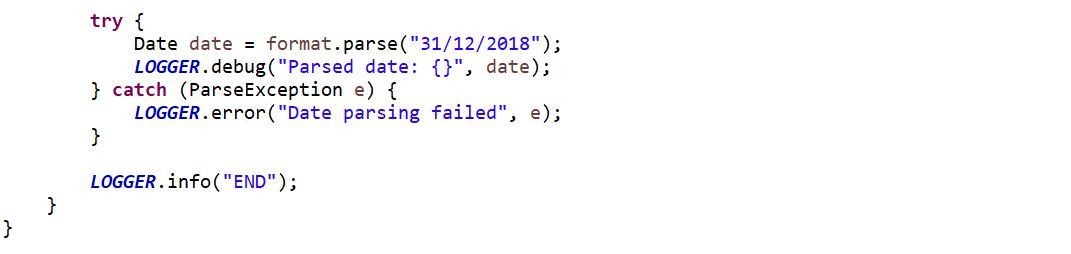 try {
Date date = format.parse("31/12/2018");
LOGGER.debug("Parsed date: {}", date);
} catch (ParseException e) {
LOGGER.error("Date parsing failed", e);
}
LOGGER.info("END");
}
}